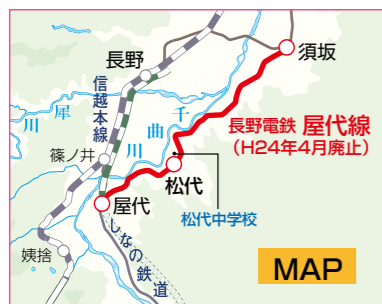 須坂
長野
信越本線
千曲川
犀川
長野電鉄 屋代線
(H24年4月廃止)
篠ノ井
松代
松代中学校
屋代
しなの鉄道
姨捨
MAP